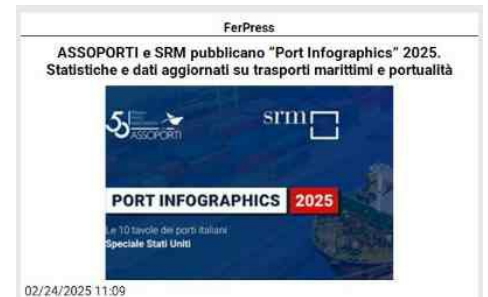 FerPress
ASSOPORTI e SRM pubblicano “Port Infographics” 2025.
Statistiche e dati aggiornati su trasporti marittimi e portualità
ASSOPORTI
srm
PORT INFOGRAPHICS 2025
Le 10 tavole dei porti italiani
Speciale Stati Uniti
02/24/2025 11:09